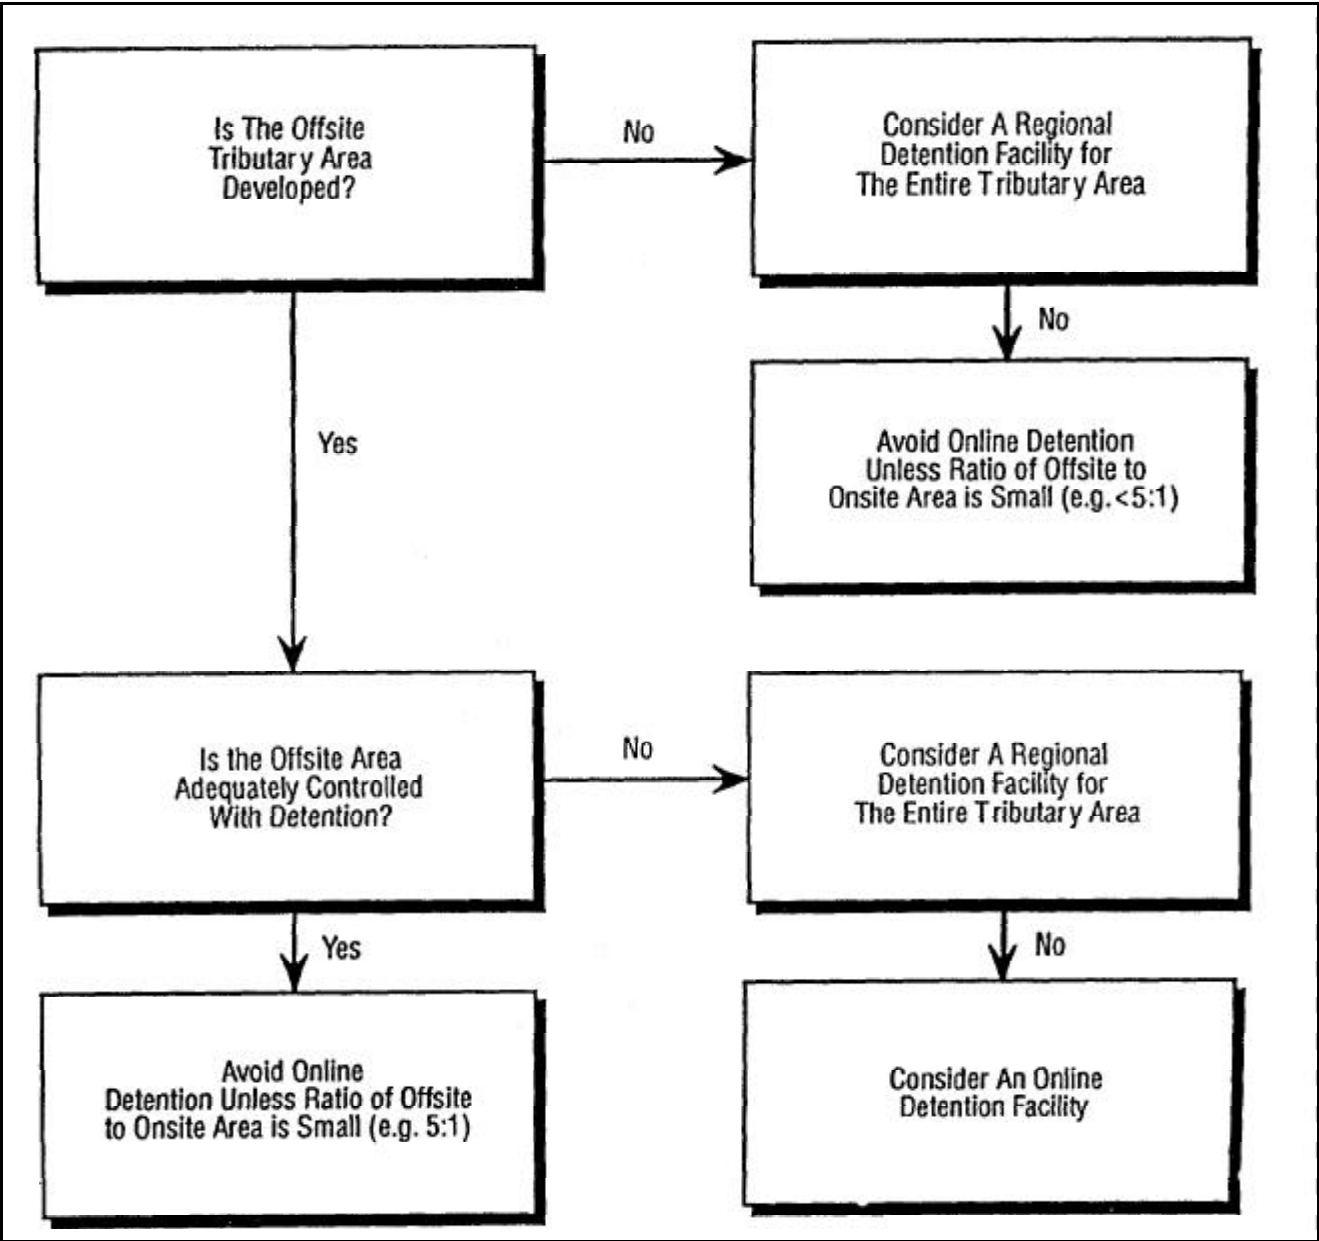 Is The Offsite
Tributary Area
Developed?
No
Consider A Regional
Detention Facility for
The Entire Tributary Area
No
Avoid Online Detention
Unless Ratio of Offsite to
Onsite Area is Small (e.g.<5:1)
Yes
Is the Offsite Area
Adequately Controlled
With Detention?
No
Consider A Regional
Detention Facility for
The Entire Tributary Area
Yes
No
Avoid Online
Detention Unless Ratio of Offsite
to Onsite Area is Small (e.g. 5:1)
Consider An Online
Detention Facility